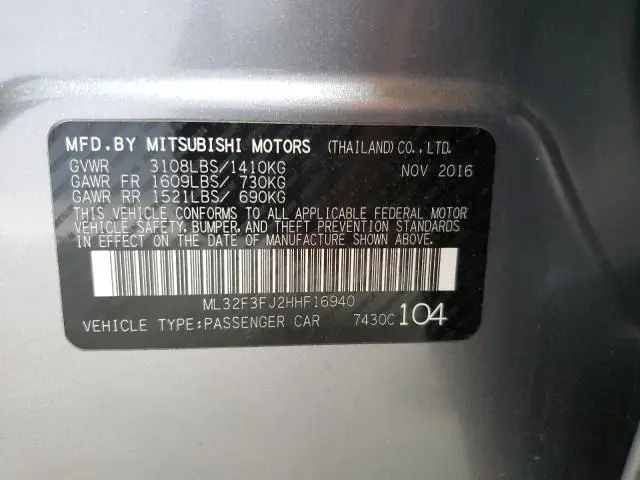 MFD. BY MITSUBISHI MOTORS (THAILAND) CO., LTD.
GVWR 3108LBS/1410KG NOV 2016
GAWR FR 1609LBS/ 730KG
GAWR RR 1521LBS/ 690KG
THIS VEHICLE CONFORMS TO ALL APPLICABLE FEDERAL MOTOR
VEHICLE SAFETY, BUMPER, AND THEFT PREVENTION STANDARDS
IN EFFECT ON THE DATE OF MANUFACTURE SHOWN ABOVE.
ML32F3FJ2HHF16940
VEHICLE TYPE:PASSENGER CAR 7430C 104